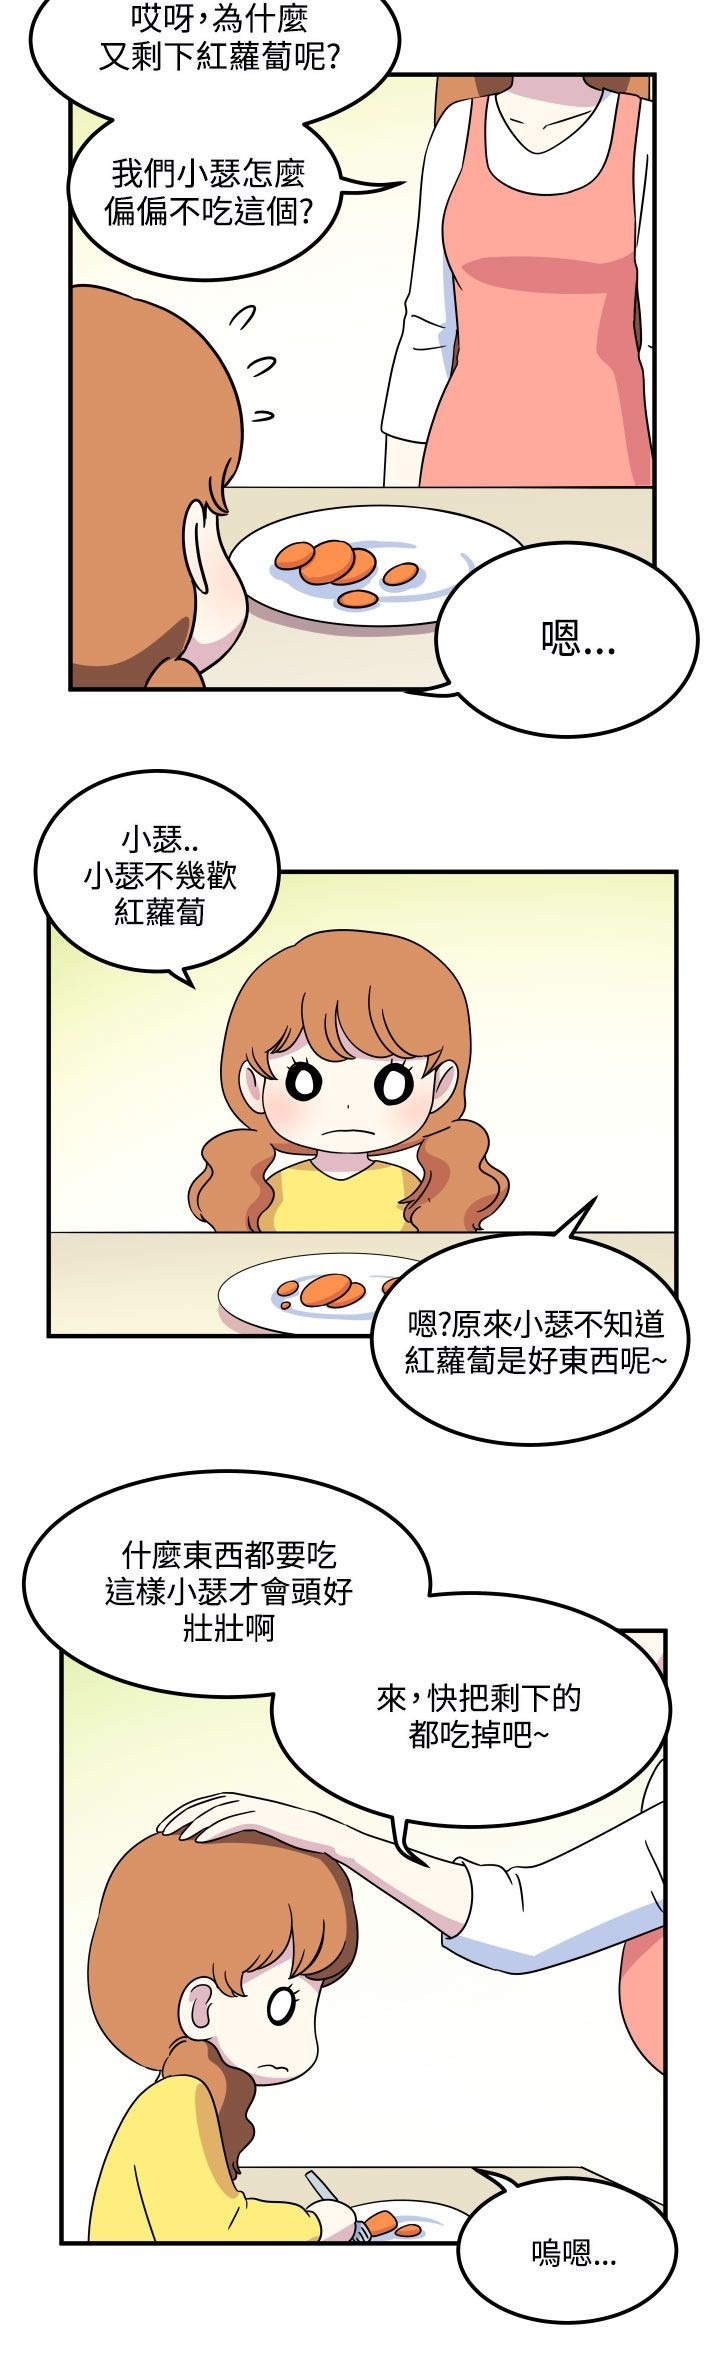 哎呀，為什麼
又剩下紅蘿蔔呢?
我們小瑟怎麼
偏偏不吃這個?
嗯...
小瑟..
小瑟不幾歡
紅蘿蔔
嗯?原來小瑟不知道
紅蘿蔔是好東西呢~
什麼東西都要吃
這樣小瑟才會頭好
壯壯啊
來，快把剩下的
都吃掉吧~
嗚嗯...